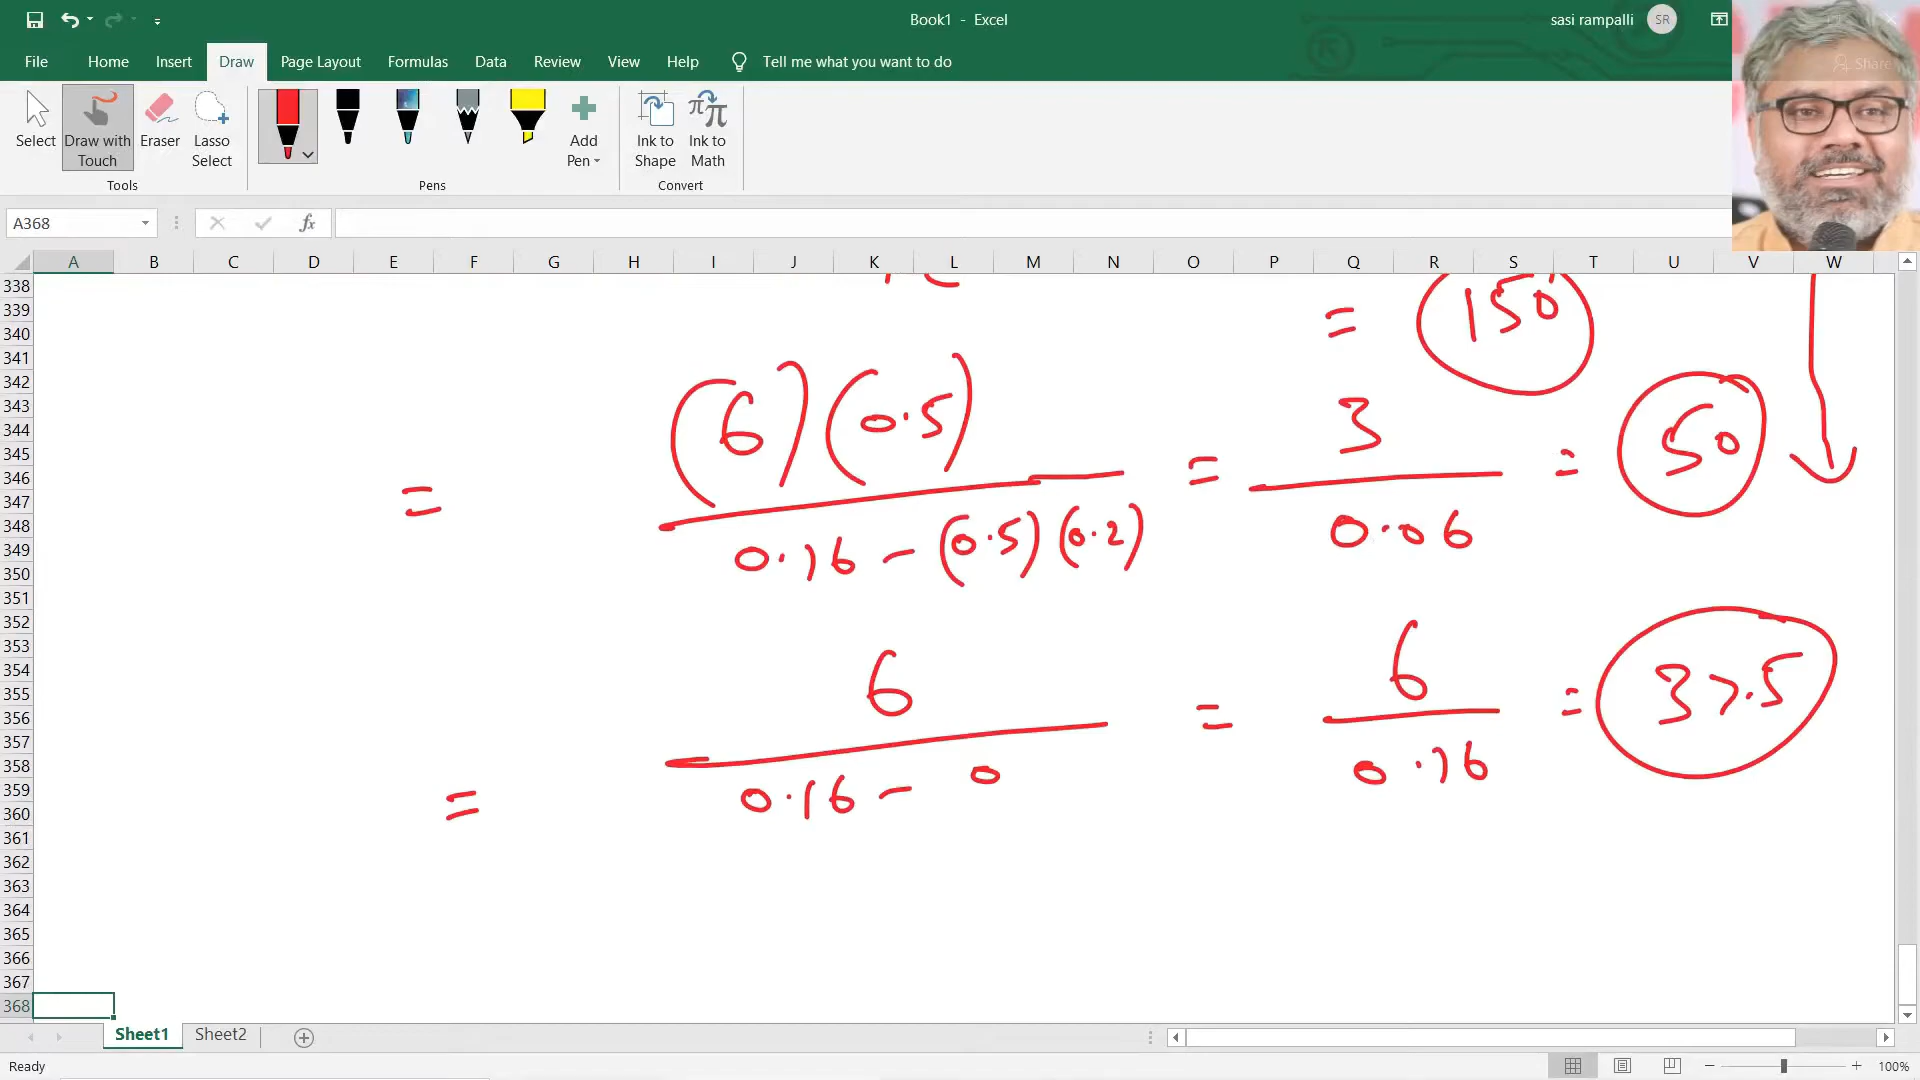 Book1 - Excel
sasi rampalli SR
File Home Insert Draw Page Layout Formulas Data Review View Help Tell me what you want to do
Share
Select
Draw with Touch
Eraser
Lasso Select
Add Pen
Ink to Shape
Ink to Math
Tools Pens Convert
A368 fx
A B C D E F G H I J K L M N O P Q R S T U V W
338
339
340
341
342
343
344
345
346
347
348
349
350
351
352
353
354
355
356
357
358
359
360
361
362
363
364
365
366
367
368
= 150
= (6)(0.5) / 0.16 - (0.5)(0.2) = 3 / 0.06 = 50
= 6 / 0.16 - 0 = 6 / 0.16 = 37.5
Sheet1 Sheet2
Ready 100%